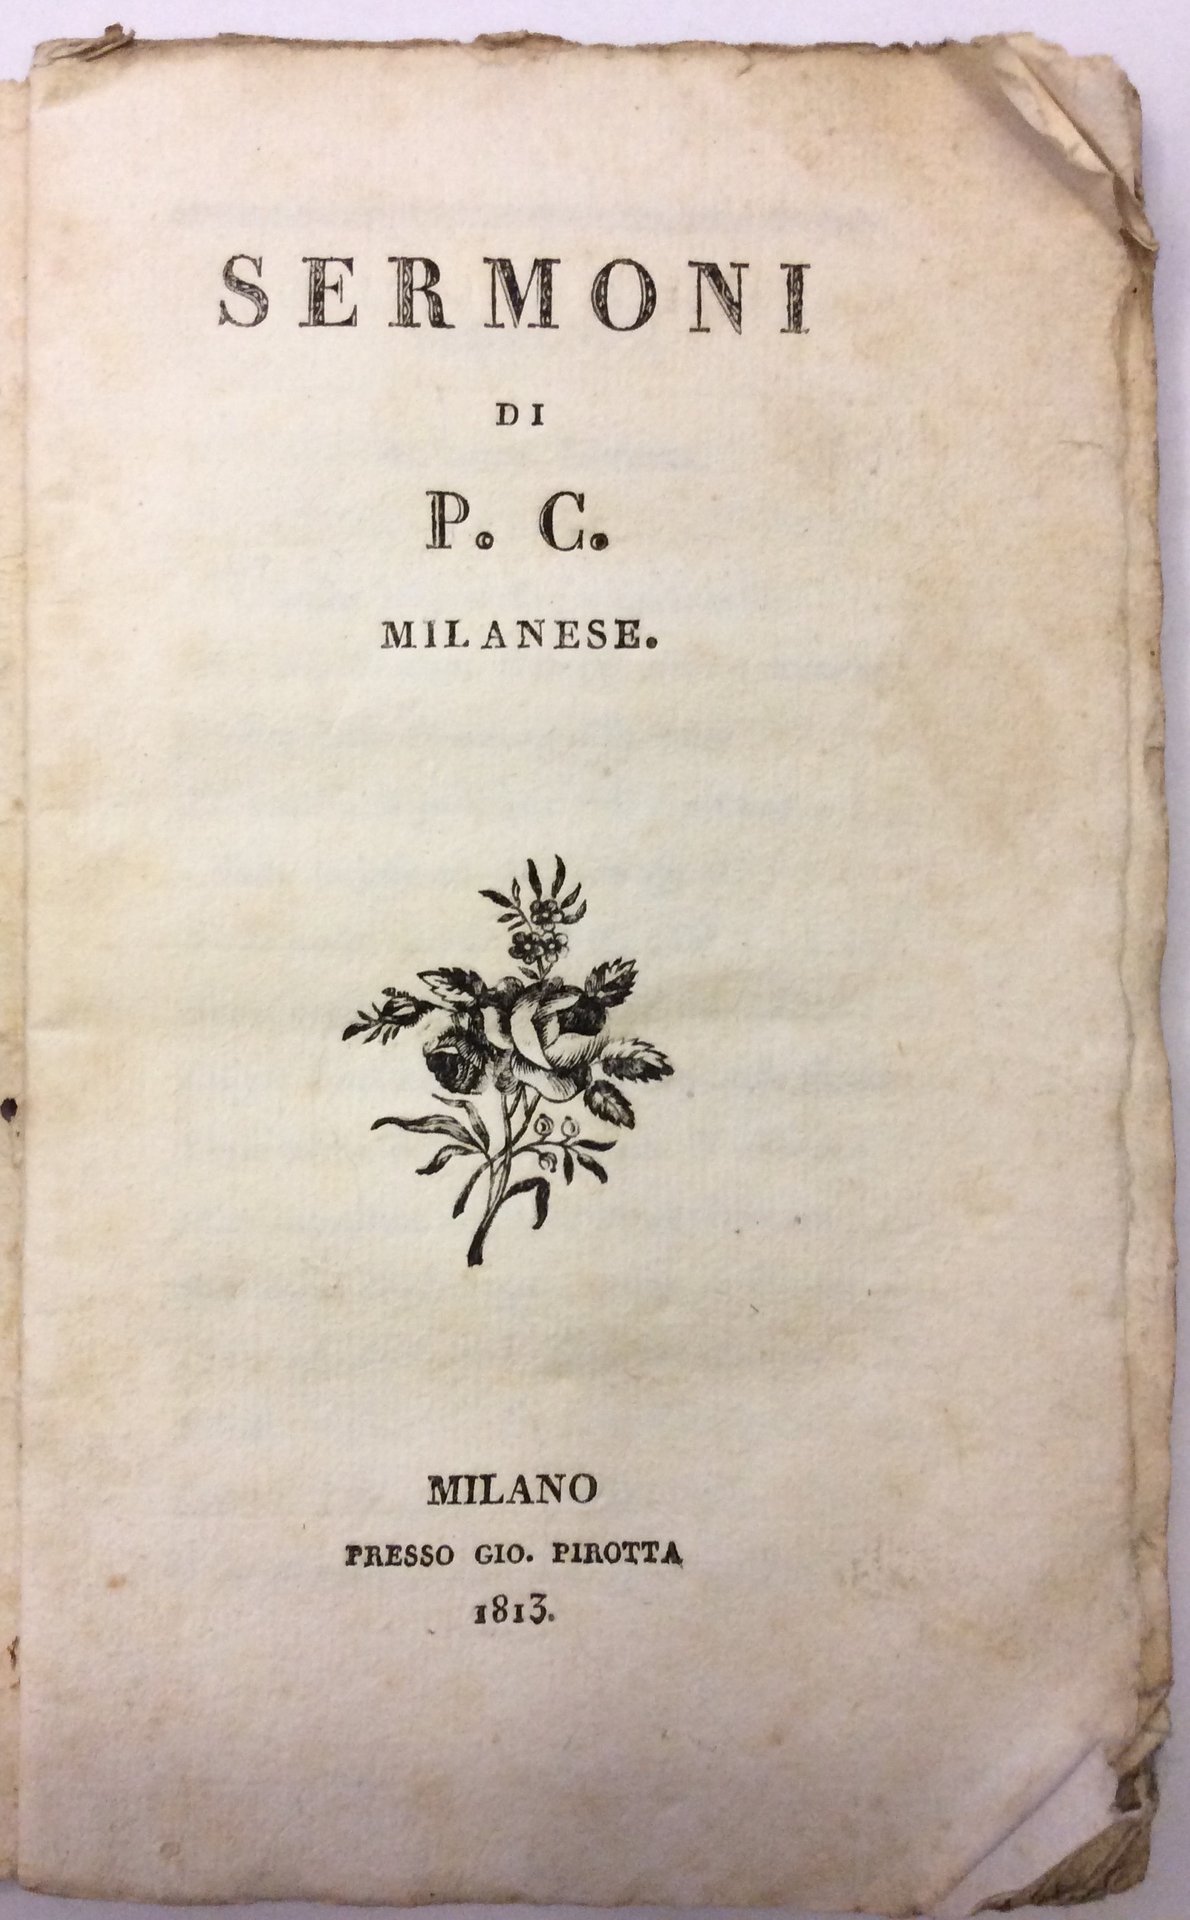 SERMONI
DI
P. C.
MILANESE.
MILANO
PRESSO GIO. PIROTTA
1813.